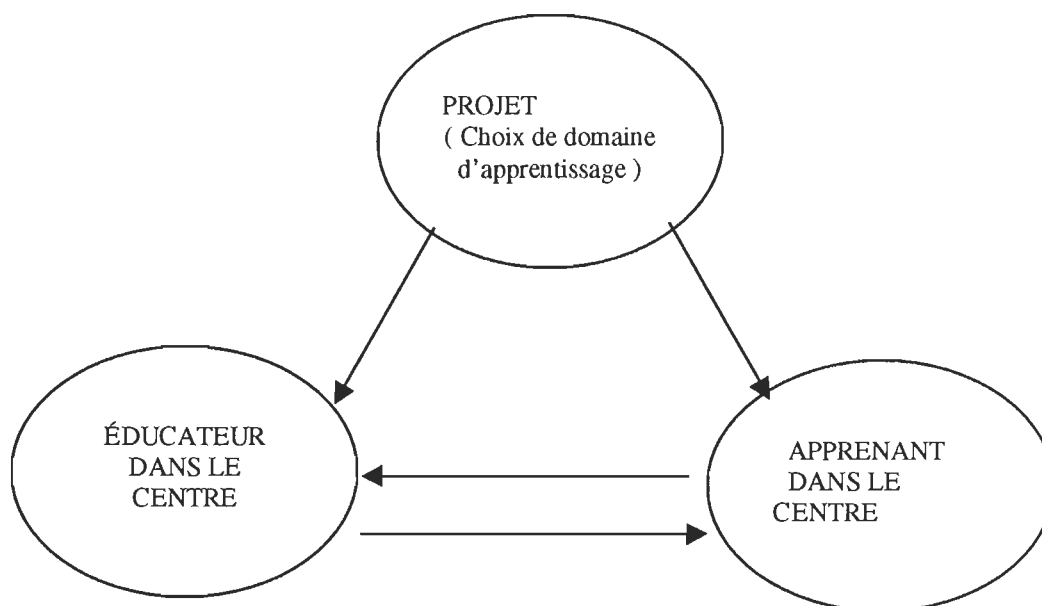 PROJET
( Choix de domaine
d'apprentissage )
ÉDUCATEUR
DANS LE
CENTRE
APPRENANT
DANS LE
CENTRE